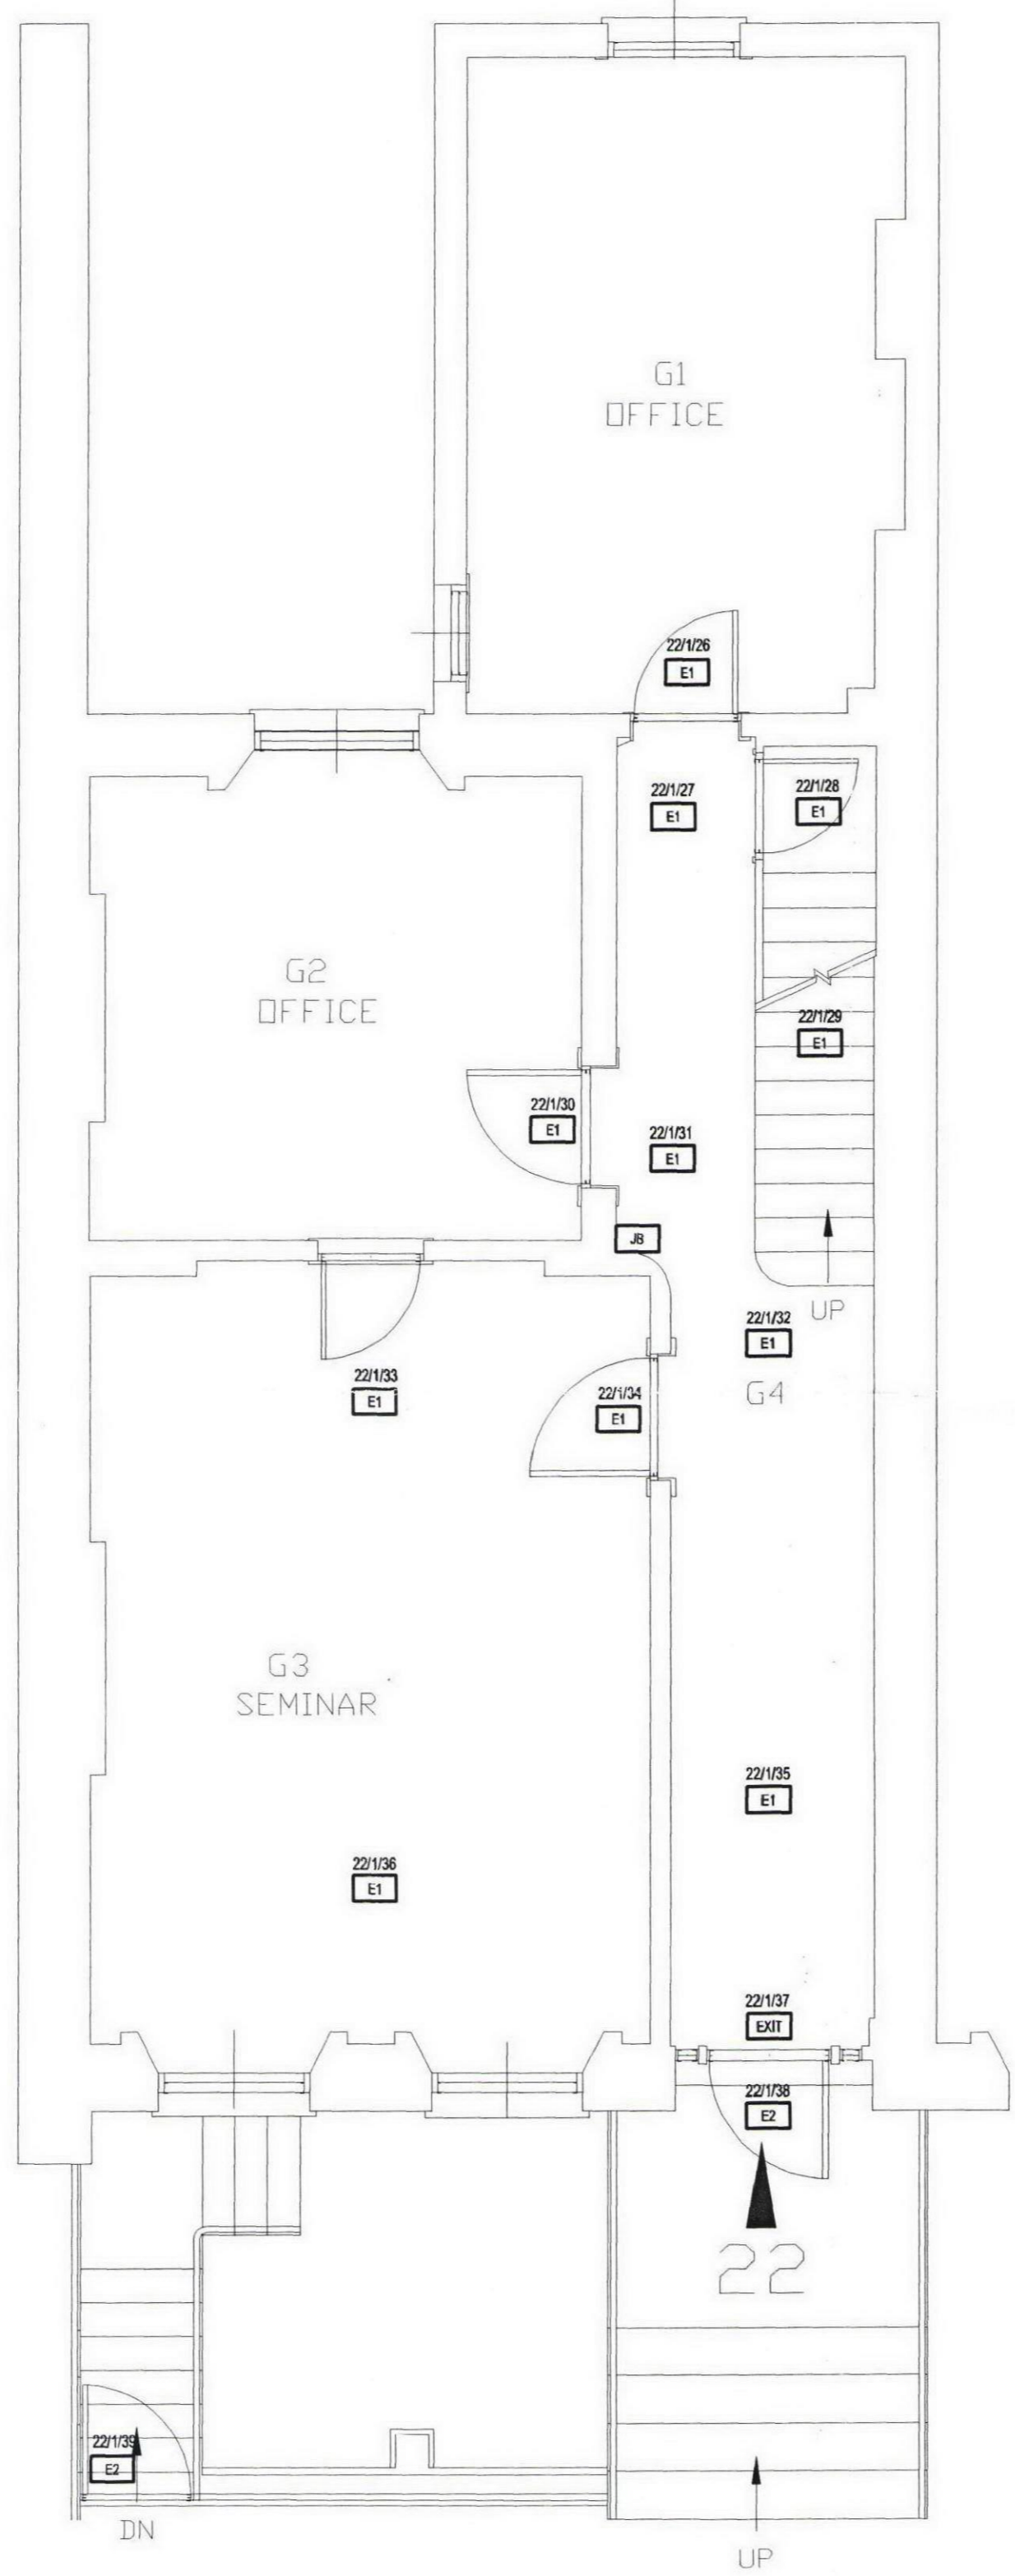 G1
OFFICE
22/1/26
E1
22/1/27
E1
22/1/28
E1
G2
OFFICE
22/1/29
E1
22/1/30
E1
22/1/31
E1
JB
UP
22/1/32
E1
G4
22/1/33
E1
22/1/34
E1
G3
SEMINAR
22/1/35
E1
22/1/36
E1
22/1/37
EXIT
22/1/38
E2
22
22/1/39
E2
DN
UP